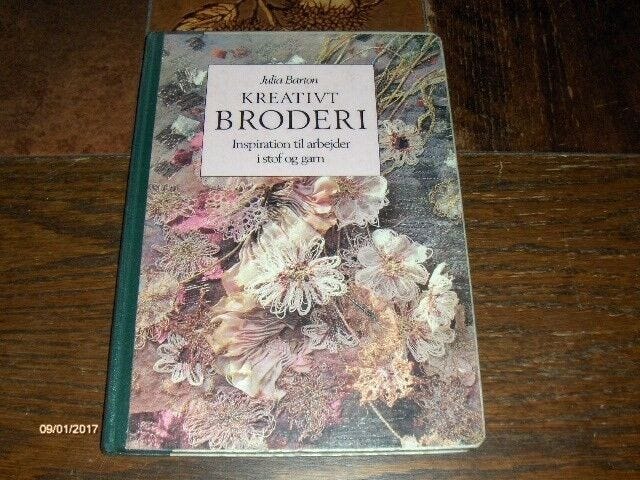 Julia Barton
KREATIVT
BRODERI
Inspiration til arbejder
i stof og garn
09/01/2017